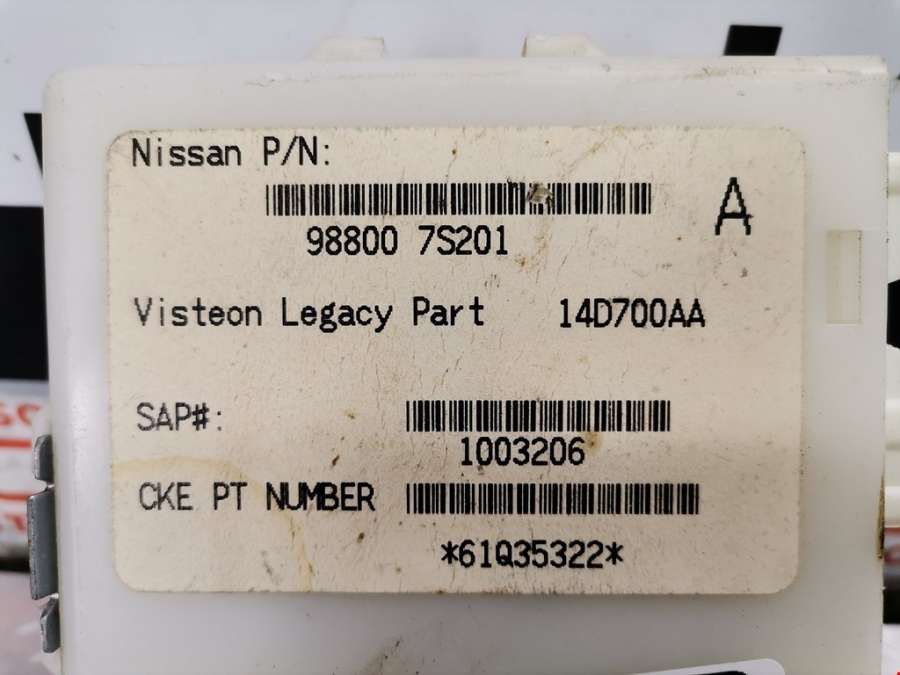 Nissan P/N:
A
98800 7S201
Visteon Legacy Part 14D700AA
SAP#:
1003206
CKE PT NUMBER
*61Q35322*